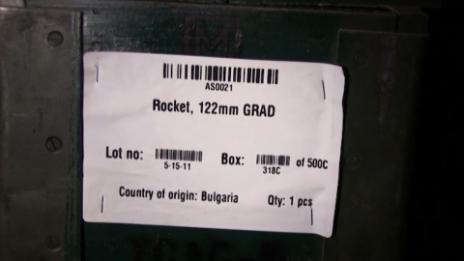 AS0021
Rocket, 122mm GRAD
Lot no: 5-15-11 Box: 318C of 500C
Country of origin: Bulgaria Qty: 1 pcs